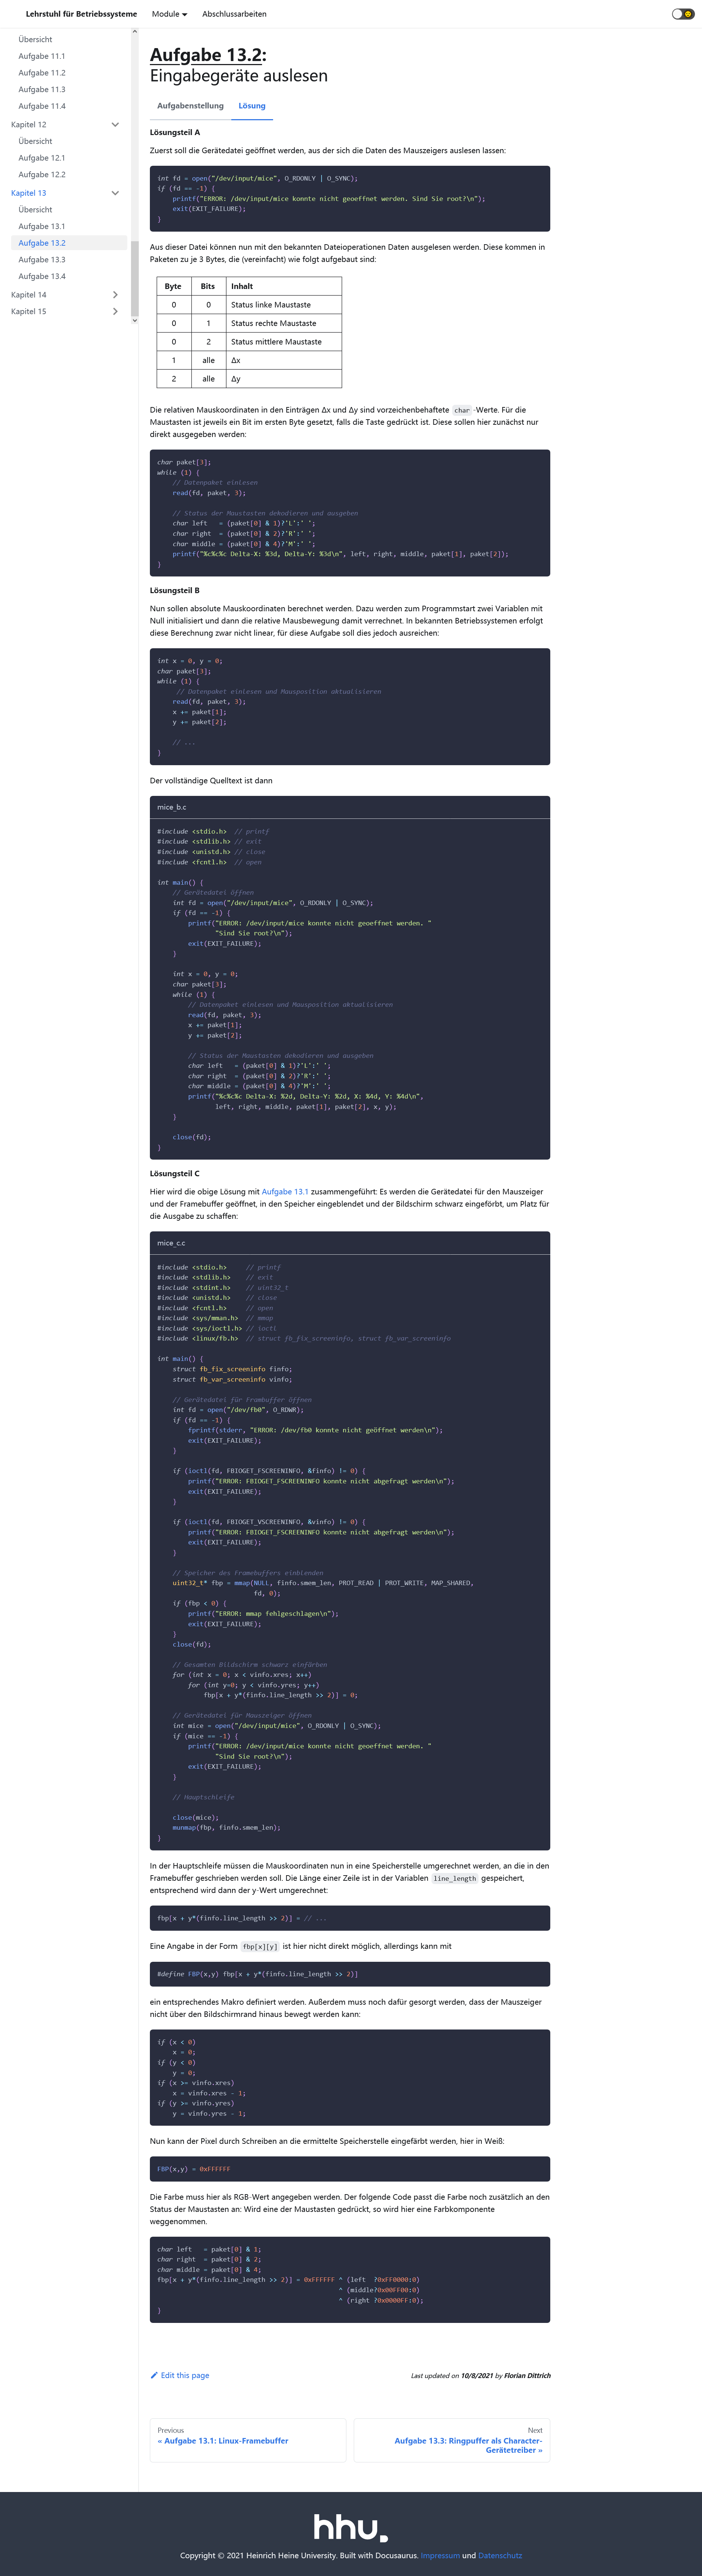 Lehrstuhl für Betriebssysteme
Module
Abschlussarbeiten
Übersicht
Aufgabe 11.1
Aufgabe 11.2
Aufgabe 11.3
Aufgabe 11.4
Kapitel 12
Übersicht
Aufgabe 12.1
Aufgabe 12.2
Kapitel 13
Übersicht
Aufgabe 13.1
Aufgabe 13.2
Aufgabe 13.3
Aufgabe 13.4
Kapitel 14
Kapitel 15
Aufgabe 13.2:
Eingabegeräte auslesen
Aufgabenstellung
Lösung
Lösungsteil A
Zuerst soll die Gerätedatei geöffnet werden, aus der sich die Daten des Mauszeigers auslesen lassen:
int fd = open("/dev/input/mice", O_RDONLY | O_SYNC);
if (fd == -1) {
    printf("ERROR: /dev/input/mice konnte nicht geoeffnet werden. Sind Sie root?\n");
    exit(EXIT_FAILURE);
}
Aus dieser Datei können nun mit den bekannten Dateioperationen Daten ausgelesen werden. Diese kommen in
Paketen zu je 3 Bytes, die (vereinfacht) wie folgt aufgebaut sind:
Byte Bits Inhalt
0 0 Status linke Maustaste
0 1 Status rechte Maustaste
0 2 Status mittlere Maustaste
1 alle Δx
2 alle Δy
Die relativen Mauskoordinaten in den Einträgen Δx und Δy sind vorzeichenbehaftete char -Werte. Für die
Maustasten ist jeweils ein Bit im ersten Byte gesetzt, falls die Taste gedrückt ist. Diese sollen hier zunächst nur
direkt ausgegeben werden:
char paket[3];
while (1) {
    // Datenpaket einlesen
    read(fd, paket, 3);
    // Status der Maustasten dekodieren und ausgeben
    char left   = (paket[0] & 1)?'L':' ';
    char right  = (paket[0] & 2)?'R':' ';
    char middle = (paket[0] & 4)?'M':' ';
    printf("%c%c%c Delta-X: %3d, Delta-Y: %3d\n", left, right, middle, paket[1], paket[2]);
}
Lösungsteil B
Nun sollen absolute Mauskoordinaten berechnet werden. Dazu werden zum Programmstart zwei Variablen mit
Null initialisiert und dann die relative Mausbewegung damit verrechnet. In bekannten Betriebssystemen erfolgt
diese Berechnung zwar nicht linear, für diese Aufgabe soll dies jedoch ausreichen:
int x = 0, y = 0;
char paket[3];
while (1) {
     // Datenpaket einlesen und Mausposition aktualisieren
    read(fd, paket, 3);
    x += paket[1];
    y += paket[2];
    // ...
}
Der vollständige Quelltext ist dann
mice_b.c
#include <stdio.h>  // printf
#include <stdlib.h> // exit
#include <unistd.h> // close
#include <fcntl.h>  // open
int main() {
    // Gerätedatei öffnen
    int fd = open("/dev/input/mice", O_RDONLY | O_SYNC);
    if (fd == -1) {
        printf("ERROR: /dev/input/mice konnte nicht geoeffnet werden. "
               "Sind Sie root?\n");
        exit(EXIT_FAILURE);
    }
    int x = 0, y = 0;
    char paket[3];
    while (1) {
        // Datenpaket einlesen und Mausposition aktualisieren
        read(fd, paket, 3);
        x += paket[1];
        y += paket[2];
        // Status der Maustasten dekodieren und ausgeben
        char left   = (paket[0] & 1)?'L':' ';
        char right  = (paket[0] & 2)?'R':' ';
        char middle = (paket[0] & 4)?'M':' ';
        printf("%c%c%c Delta-X: %2d, Delta-Y: %2d, X: %4d, Y: %4d\n",
               left, right, middle, paket[1], paket[2], x, y);
    }
    close(fd);
}
Lösungsteil C
Hier wird die obige Lösung mit Aufgabe 13.1 zusammengeführt: Es werden die Gerätedatei für den Mauszeiger
und der Framebuffer geöffnet, in den Speicher eingeblendet und der Bildschirm schwarz eingeförbt, um Platz für
die Ausgabe zu schaffen:
mice_c.c
#include <stdio.h>     // printf
#include <stdlib.h>    // exit
#include <stdint.h>    // uint32_t
#include <unistd.h>    // close
#include <fcntl.h>     // open
#include <sys/mman.h>  // mmap
#include <sys/ioctl.h> // ioctl
#include <linux/fb.h>  // struct fb_fix_screeninfo, struct fb_var_screeninfo
int main() {
    struct fb_fix_screeninfo finfo;
    struct fb_var_screeninfo vinfo;
    // Gerätedatei für Frambuffer öffnen
    int fd = open("/dev/fb0", O_RDWR);
    if (fd == -1) {
        fprintf(stderr, "ERROR: /dev/fb0 konnte nicht geöffnet werden\n");
        exit(EXIT_FAILURE);
    }
    if (ioctl(fd, FBIOGET_FSCREENINFO, &finfo) != 0) {
        printf("ERROR: FBIOGET_FSCREENINFO konnte nicht abgefragt werden\n");
        exit(EXIT_FAILURE);
    }
    if (ioctl(fd, FBIOGET_VSCREENINFO, &vinfo) != 0) {
        printf("ERROR: FBIOGET_FSCREENINFO konnte nicht abgefragt werden\n");
        exit(EXIT_FAILURE);
    }
    // Speicher des Framebuffers einblenden
    uint32_t* fbp = mmap(NULL, finfo.smem_len, PROT_READ | PROT_WRITE, MAP_SHARED,
                         fd, 0);
    if (fbp < 0) {
        printf("ERROR: mmap fehlgeschlagen\n");
        exit(EXIT_FAILURE);
    }
    close(fd);
    // Gesamten Bildschirm schwarz einfärben
    for (int x = 0; x < vinfo.xres; x++)
        for (int y=0; y < vinfo.yres; y++)
            fbp[x + y*(finfo.line_length >> 2)] = 0;
    // Gerätedatei für Mauszeiger öffnen
    int mice = open("/dev/input/mice", O_RDONLY | O_SYNC);
    if (mice == -1) {
        printf("ERROR: /dev/input/mice konnte nicht geoeffnet werden. "
               "Sind Sie root?\n");
        exit(EXIT_FAILURE);
    }
    // Hauptschleife
    close(mice);
    munmap(fbp, finfo.smem_len);
}
In der Hauptschleife müssen die Mauskoordinaten nun in eine Speicherstelle umgerechnet werden, an die in den
Framebuffer geschrieben werden soll. Die Länge einer Zeile ist in der Variablen line_length gespeichert,
entsprechend wird dann der y-Wert umgerechnet:
fbp[x + y*(finfo.line_length >> 2)] = // ...
Eine Angabe in der Form fbp[x][y] ist hier nicht direkt möglich, allerdings kann mit
#define FBP(x,y) fbp[x + y*(finfo.line_length >> 2)]
ein entsprechendes Makro definiert werden. Außerdem muss noch dafür gesorgt werden, dass der Mauszeiger
nicht über den Bildschirmrand hinaus bewegt werden kann:
if (x < 0)
    x = 0;
if (y < 0)
    y = 0;
if (x >= vinfo.xres)
    x = vinfo.xres - 1;
if (y >= vinfo.yres)
    y = vinfo.yres - 1;
Nun kann der Pixel durch Schreiben an die ermittelte Speicherstelle eingefärbt werden, hier in Weiß:
FBP(x,y) = 0xFFFFFF
Die Farbe muss hier als RGB-Wert angegeben werden. Der folgende Code passt die Farbe noch zusätzlich an den
Status der Maustasten an: Wird eine der Maustasten gedrückt, so wird hier eine Farbkomponente
weggenommen.
char left   = paket[0] & 1;
char right  = paket[0] & 2;
char middle = paket[0] & 4;
fbp[x + y*(finfo.line_length >> 2)] = 0xFFFFFF ^ (left  ?0xFF0000:0)
                                               ^ (middle?0x00FF00:0)
                                               ^ (right ?0x0000FF:0);
}
Edit this page
Last updated on 10/8/2021 by Florian Dittrich
Previous
« Aufgabe 13.1: Linux-Framebuffer
Next
Aufgabe 13.3: Ringpuffer als Character-
Gerätetreiber »
hhu.
Copyright © 2021 Heinrich Heine University. Built with Docusaurus. Impressum und Datenschutz